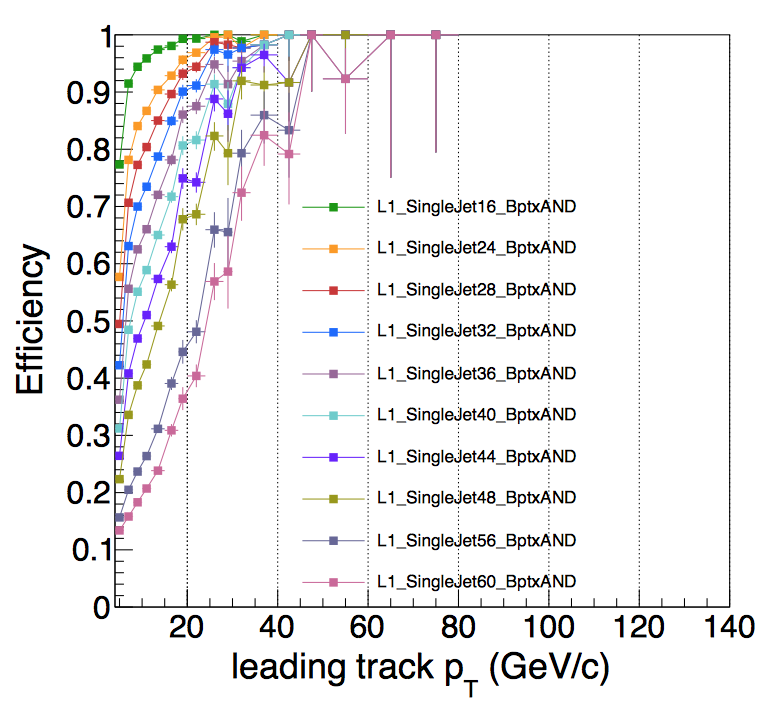 1
0.9
0.8
0.7
0.6
0.5
0.4
0.3
0.2
0.1
0
Efficiency
L1_SingleJet16_BptxAND
L1_SingleJet24_BptxAND
L1_SingleJet28_BptxAND
L1_SingleJet32_BptxAND
L1_SingleJet36_BptxAND
L1_SingleJet40_BptxAND
L1_SingleJet44_BptxAND
L1_SingleJet48_BptxAND
L1_SingleJet56_BptxAND
L1_SingleJet60_BptxAND
20 40 60 80 100 120 140
leading track p_T (GeV/c)